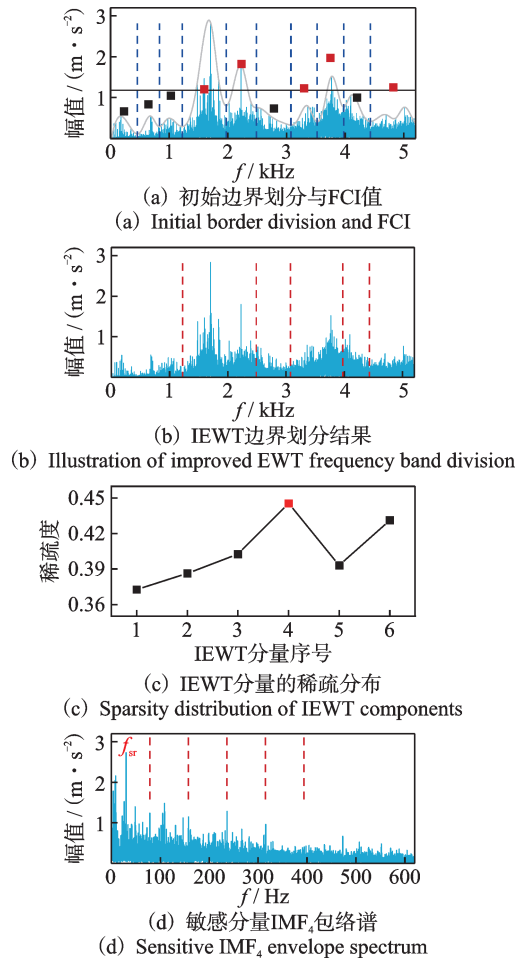 3
2
1
幅值 / (m·s⁻²)
0 1 2 3 4 5
f / kHz
(a) 初始边界划分与FCI值
(a) Initial border division and FCI
3
2
1
幅值 / (m·s⁻²)
0 1 2 3 4 5
f / kHz
(b) IEWT边界划分结果
(b) Illustration of improved EWT frequency band division
0.45
0.42
0.39
0.36
稀疏度
1 2 3 4 5 6
IEWT分量序号
(c) IEWT分量的稀疏分布
(c) Sparsity distribution of IEWT components
3
2
1
幅值 / (m·s⁻²)
fsr
0 100 200 300 400 500 600
f / Hz
(d) 敏感分量IMF₄包络谱
(d) Sensitive IMF₄ envelope spectrum